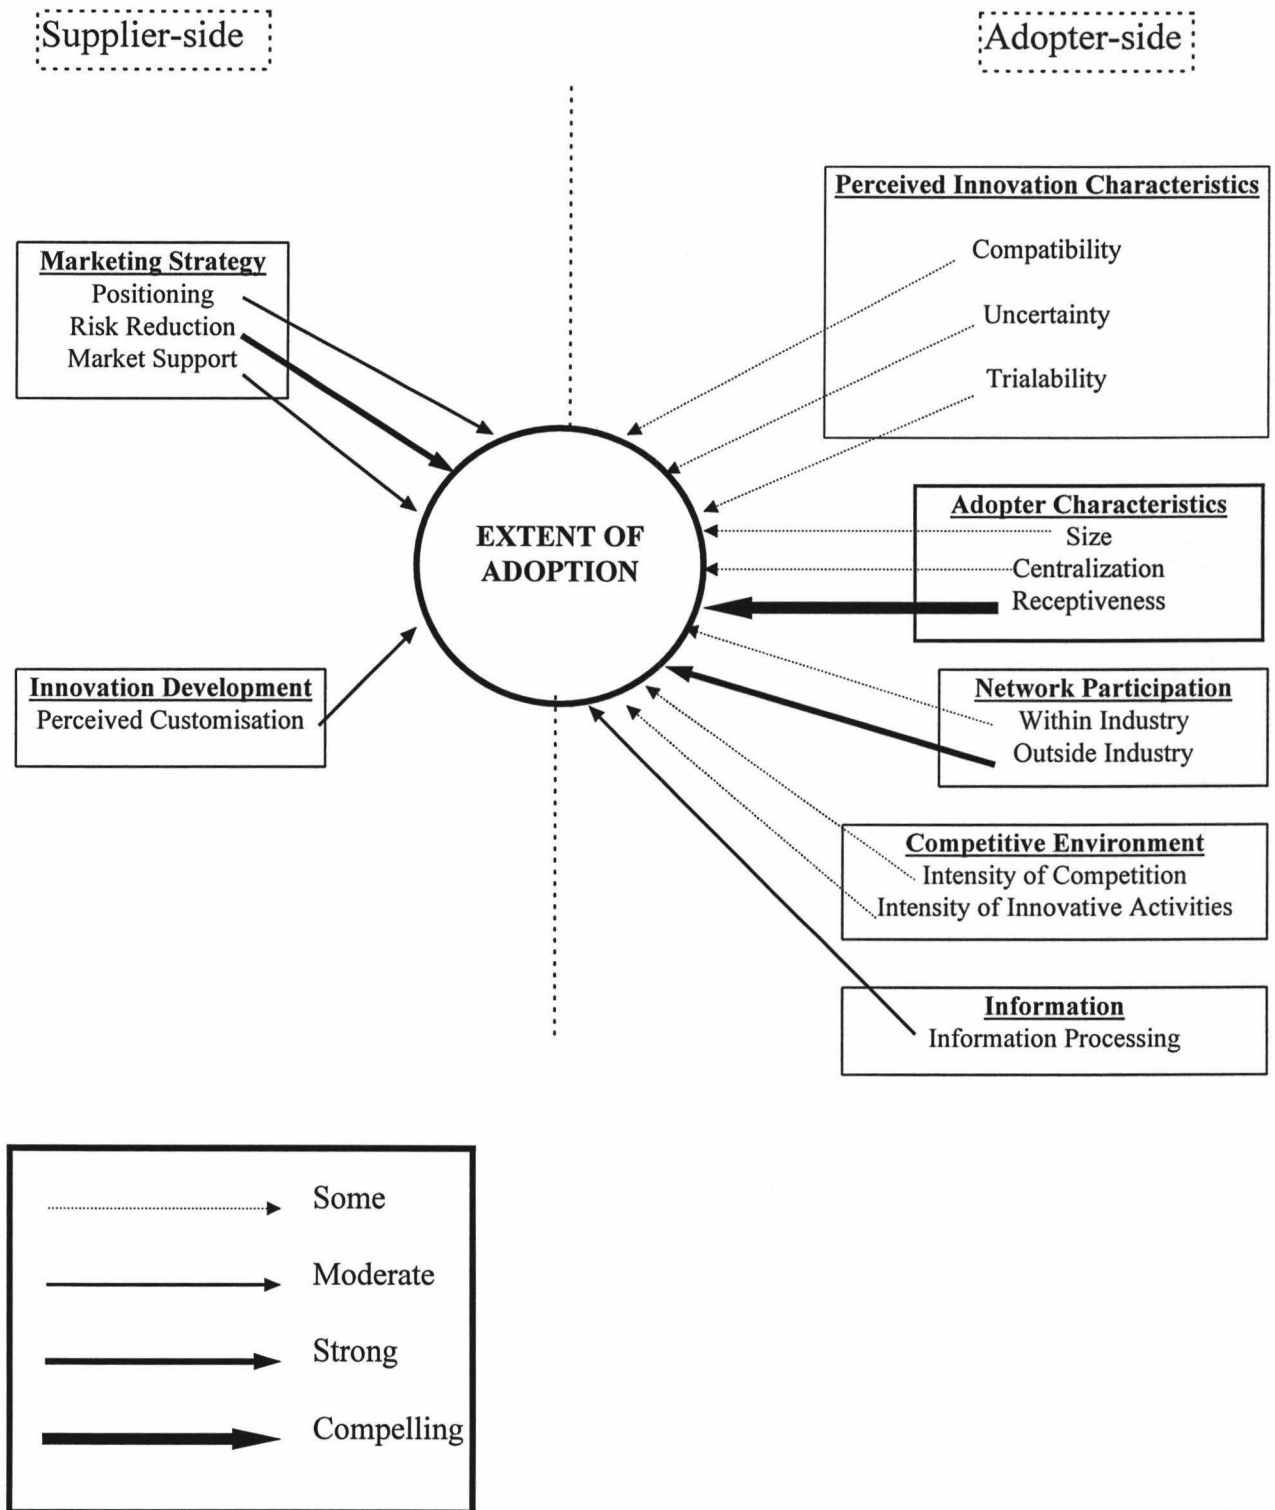 Supplier-side
Adopter-side
Perceived Innovation Characteristics
Compatibility
Uncertainty
Trialability
Marketing Strategy
Positioning
Risk Reduction
Market Support
EXTENT OF
ADOPTION
Adopter Characteristics
Size
Centralization
Receptiveness
Innovation Development
Perceived Customisation
Network Participation
Within Industry
Outside Industry
Competitive Environment
Intensity of Competition
Intensity of Innovative Activities
Information
Information Processing
Some
Moderate
Strong
Compelling